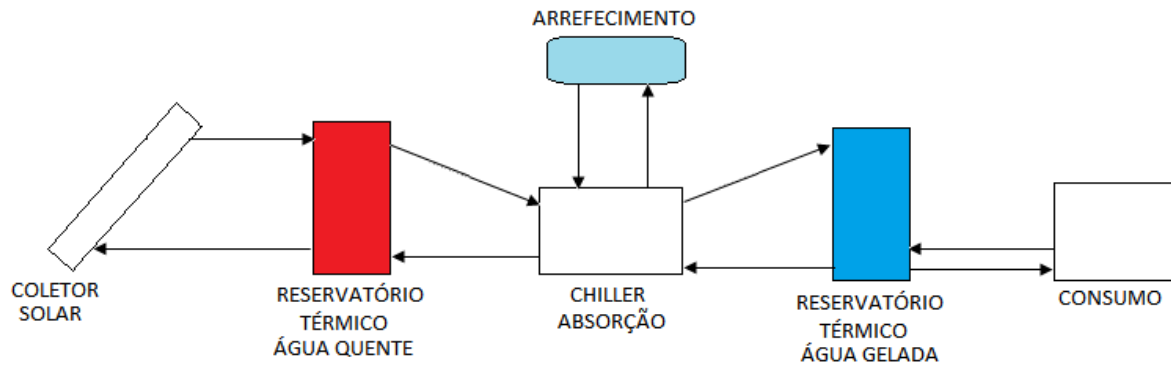 ARREFECIMENTO
COLETOR
SOLAR
RESERVATÓRIO
TÉRMICO
ÁGUA QUENTE
CHILLER
ABSORÇÃO
RESERVATÓRIO
TÉRMICO
ÁGUA GELADA
CONSUMO